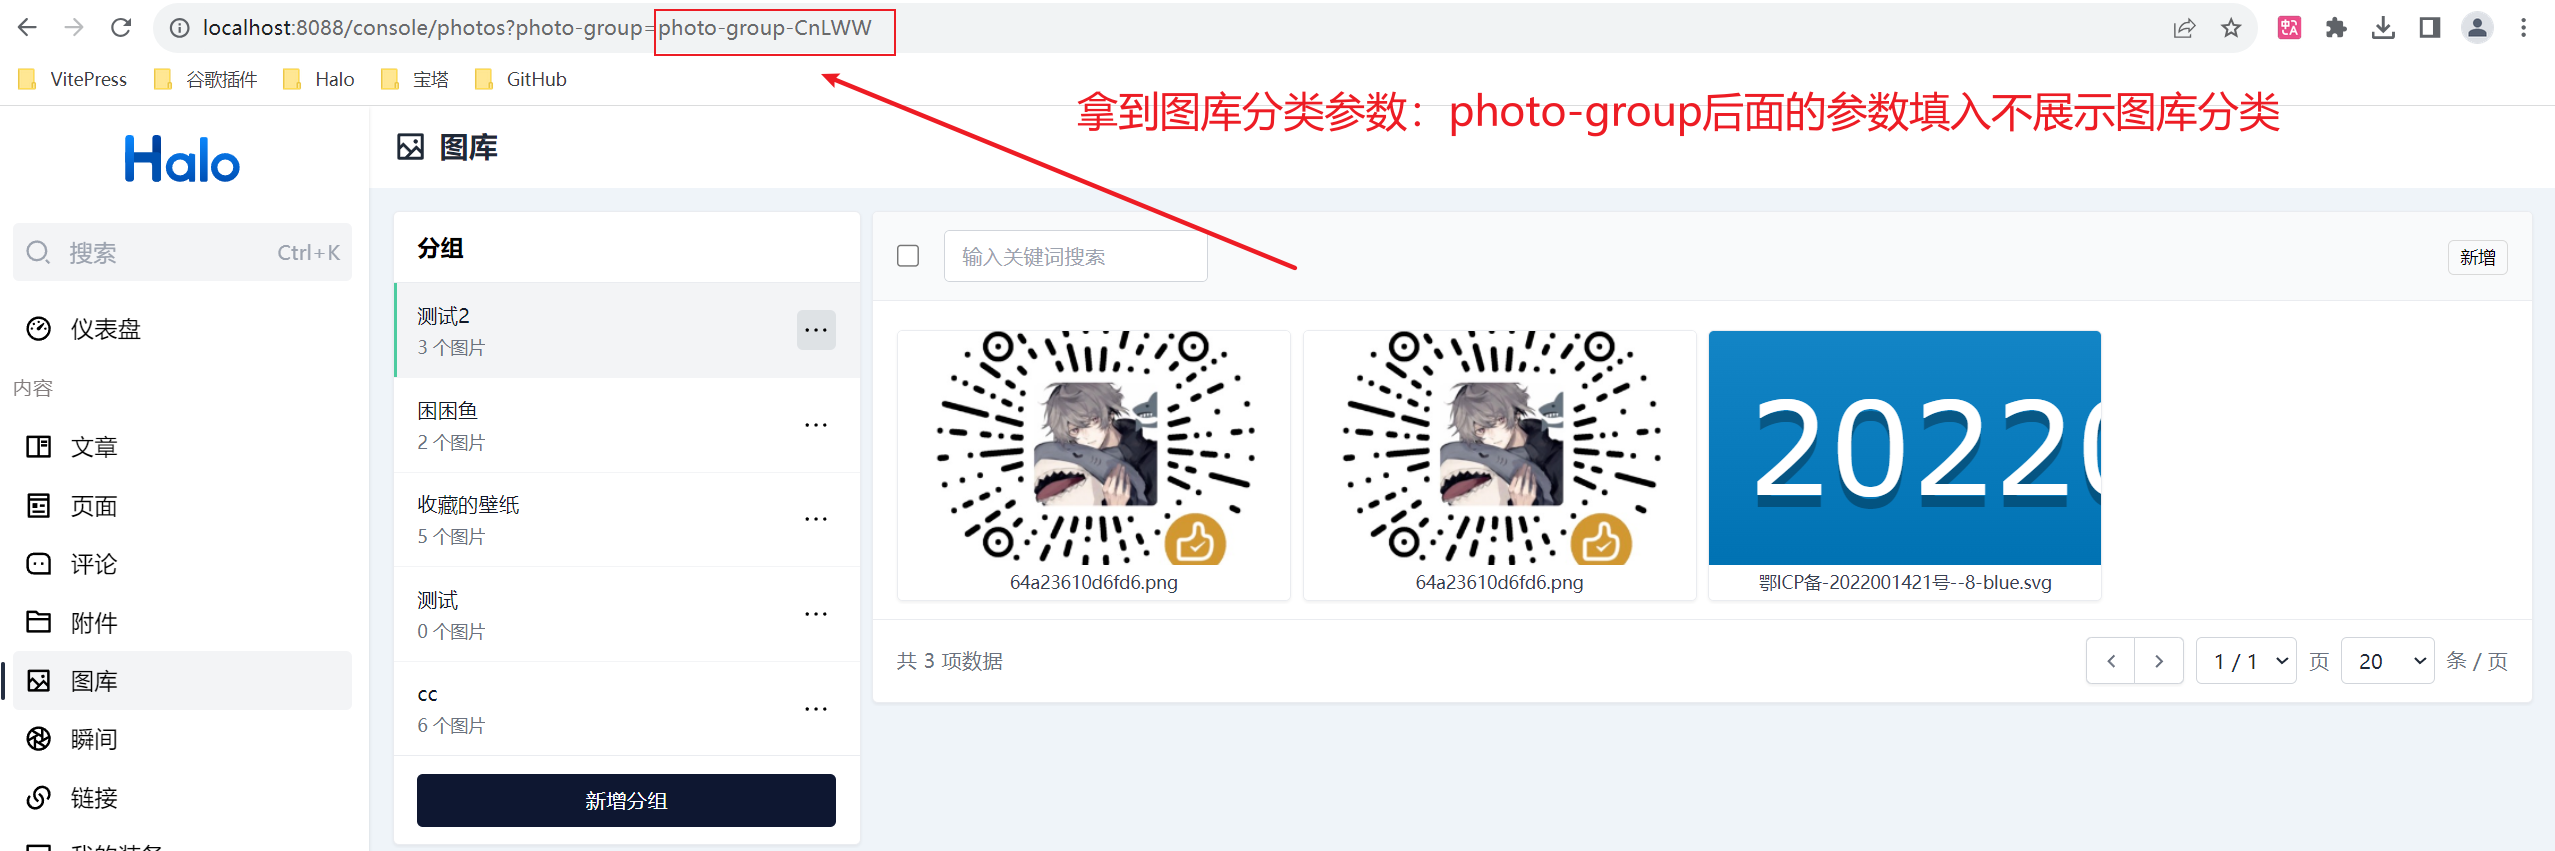 localhost:8088/console/photos?photo-group=photo-group-CnLWW
VitePress 谷歌插件 Halo 宝塔 GitHub
拿到图库分类参数：photo-group后面的参数填入不展示图库分类
Halo
图库
搜索 Ctrl+K
仪表盘
内容
文章
页面
评论
附件
图库
瞬间
链接
我的装备
分组
测试2
3 个图片
困困鱼
2 个图片
收藏的壁纸
5 个图片
测试
0 个图片
cc
6 个图片
新增分组
输入关键词搜索
新增
20220
64a23610d6fd6.png
64a23610d6fd6.png
鄂ICP备-2022001421号--8-blue.svg
共 3 项数据
1 / 1 页 20 条 / 页